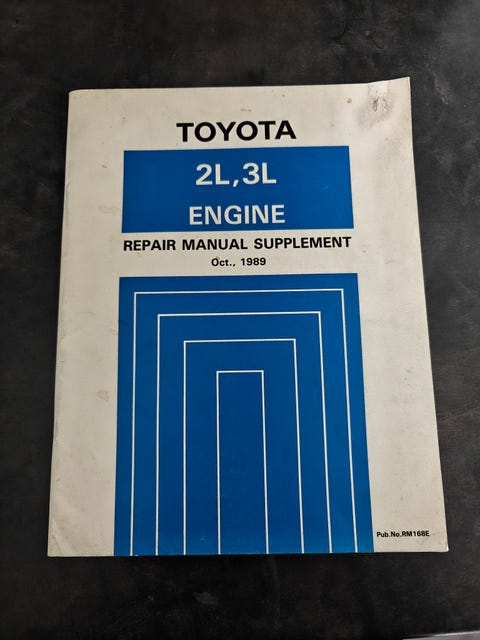 TOYOTA
2L,3L
ENGINE
REPAIR MANUAL SUPPLEMENT
Oct., 1989
Pub.No.RM168E